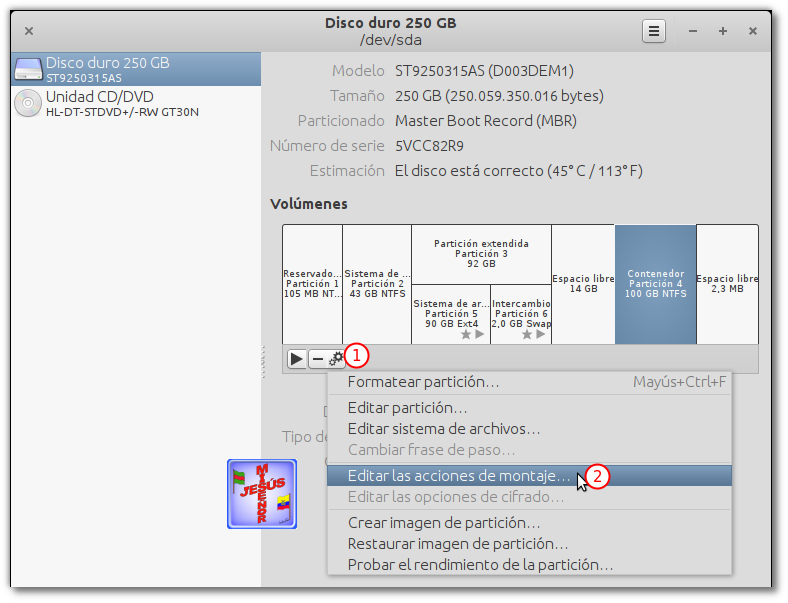 Disco duro 250 GB
/dev/sda
Disco duro 250 GB
ST9250315AS
Unidad CD/DVD
HL-DT-STDVD+/-RW GT30N
Modelo ST9250315AS (D003DEM1)
Tamaño 250 GB (250.059.350.016 bytes)
Particionado Master Boot Record (MBR)
Número de serie 5VCC82R9
Estimación El disco está correcto (45° C / 113° F)
Volúmenes
Reservado...
Partición 1
105 MB NT...
Sistema de ...
Partición 2
43 GB NTFS
Partición extendida
Partición 3
92 GB
Sistema de ar...
Partición 5
90 GB Ext4
Intercambio
Partición 6
2,0 GB Swap
Espacio libre
14 GB
Contenedor
Partición 4
100 GB NTFS
Espacio libre
2,3 MB
1
Tipo de
Formatear partición... Mayús+Ctrl+F
Editar partición...
Editar sistema de archivos...
Cambiar frase de paso...
Editar las acciones de montaje... 2
Editar las opciones de cifrado...
Crear imagen de partición...
Restaurar imagen de partición...
Probar el rendimiento de la partición...
JESÚS